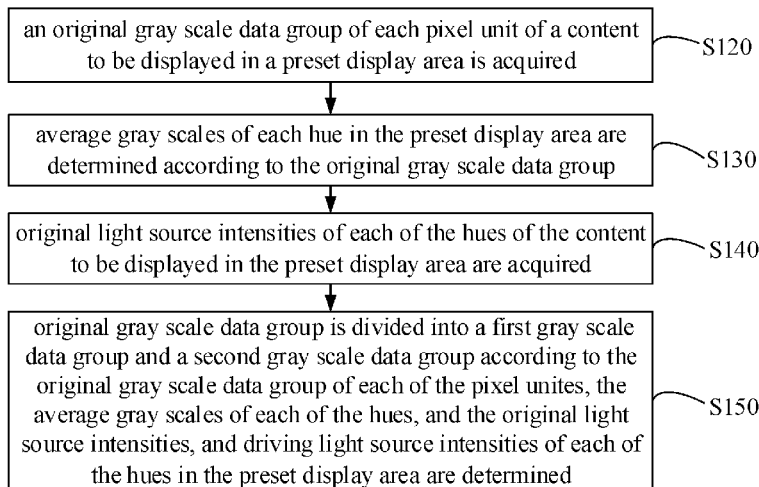 an original gray scale data group of each pixel unit of a content
to be displayed in a preset display area is acquired
S120
average gray scales of each hue in the preset display area are
determined according to the original gray scale data group
S130
original light source intensities of each of the hues of the content
to be displayed in the preset display area are acquired
S140
original gray scale data group is divided into a first gray scale
data group and a second gray scale data group according to the
original gray scale data group of each of the pixel unites, the
average gray scales of each of the hues, and the original light
source intensities, and driving light source intensities of each of
the hues in the preset display area are determined
S150